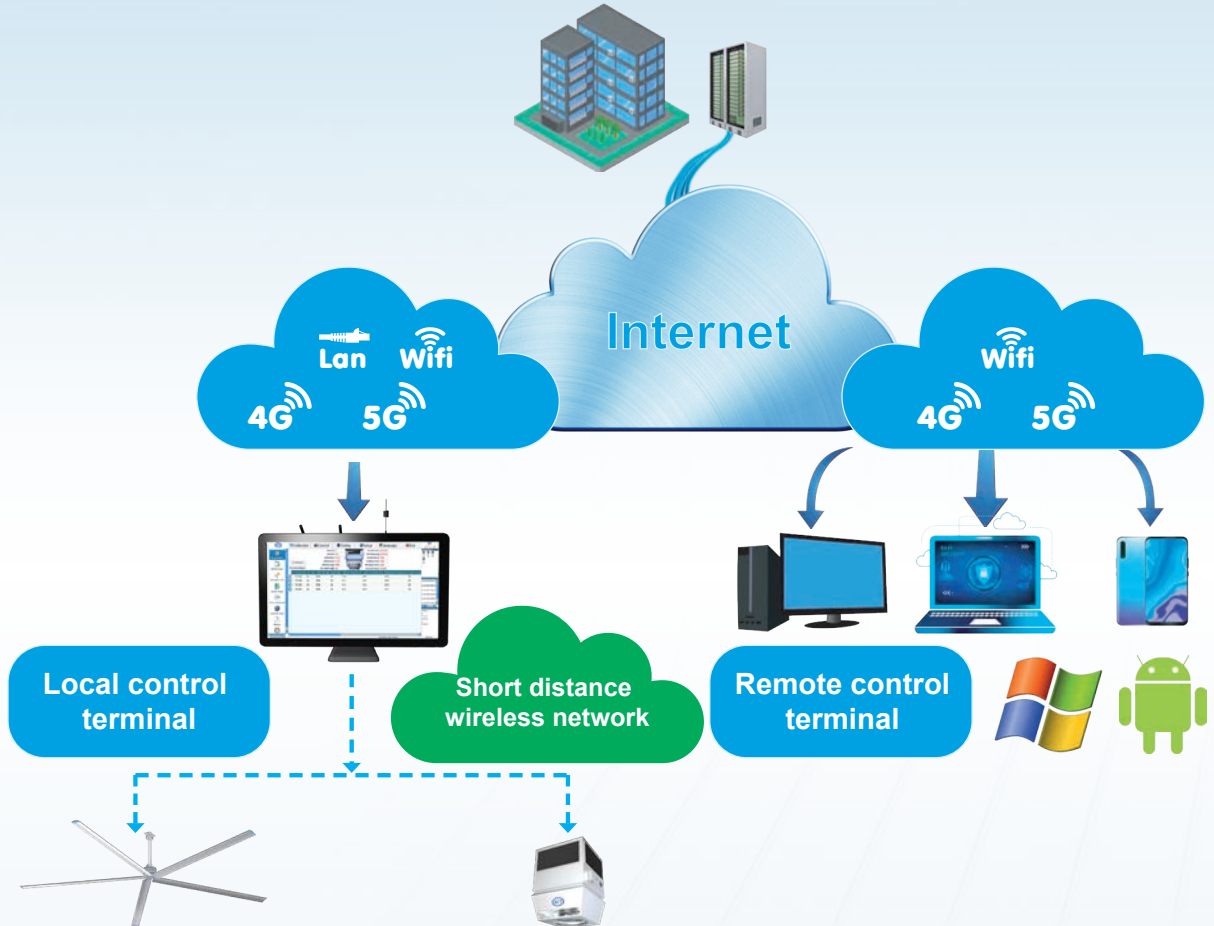 Internet
Lan Wifi
4G 5G
Wifi
4G 5G
Local control
terminal
Short distance
wireless network
Remote control
terminal